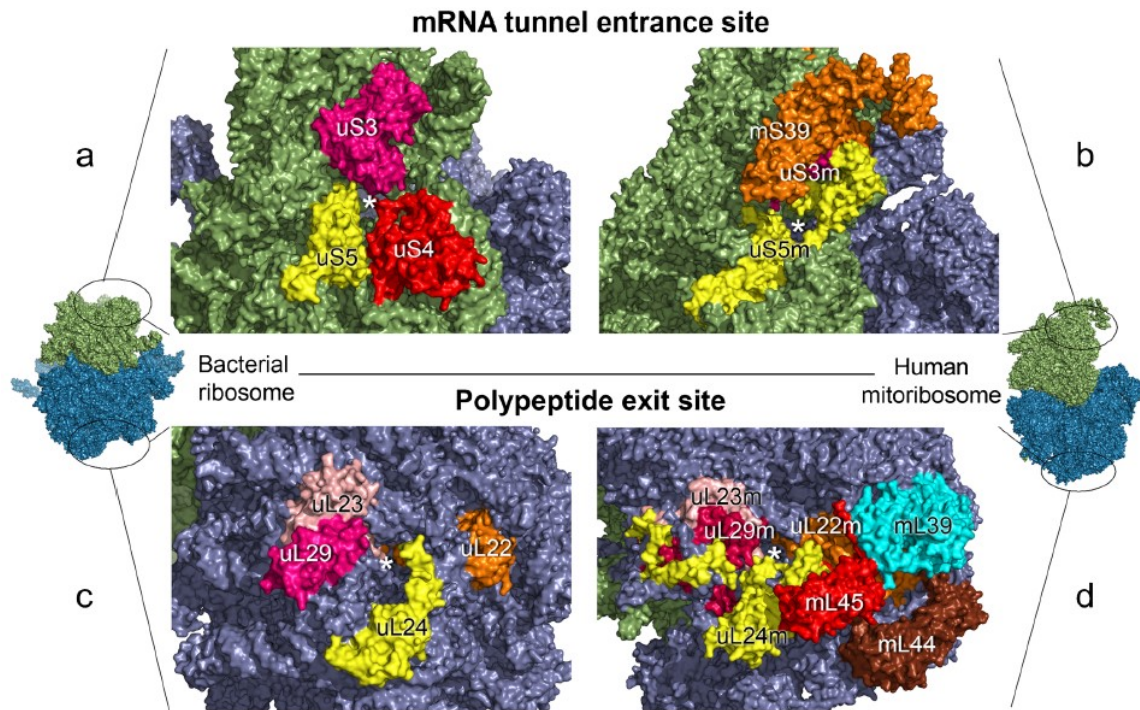 mRNA tunnel entrance site
a
uS3
*
uS5
uS4
b
mS39
uS3m
*
uS5m
Bacterial
ribosome
Human
mitoribosome
Polypeptide exit site
c
uL23
uL29
*
uL22
uL24
d
uL23m
uL29m
*
uL22m
mL39
mL45
uL24m
mL44